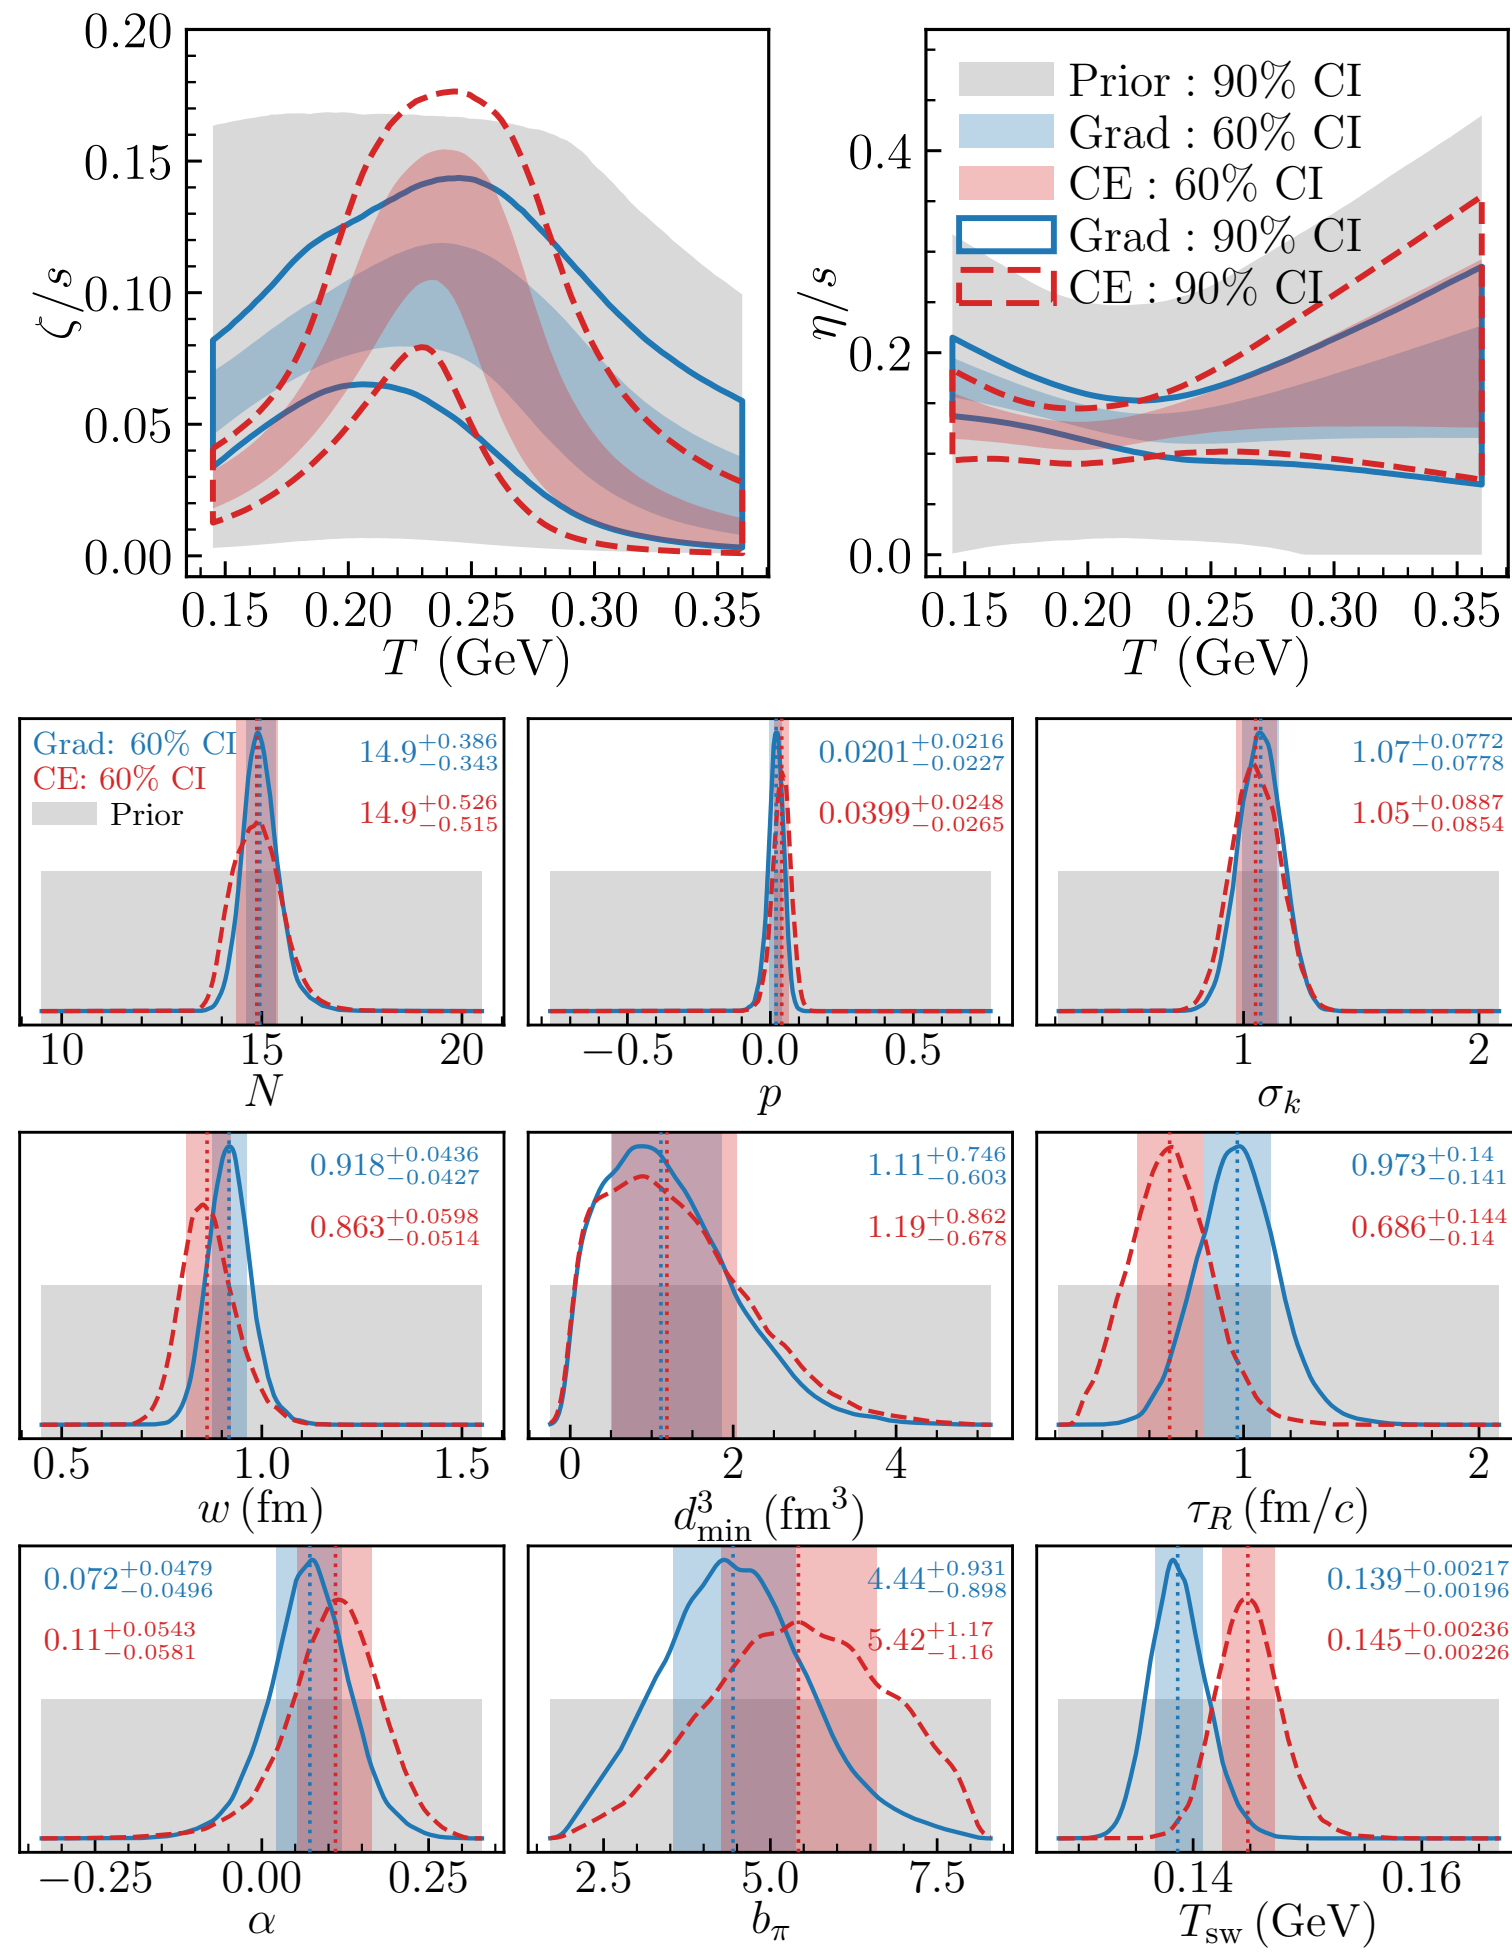 0.20
0.15
0.10
0.05
0.00
ζ/s
0.15 0.20 0.25 0.30 0.35
T (GeV)
0.4
0.2
0.0
η/s
Prior : 90% CI
Grad : 60% CI
CE : 60% CI
Grad : 90% CI
CE : 90% CI
0.15 0.20 0.25 0.30 0.35
T (GeV)
Grad: 60% CI
CE: 60% CI
Prior
14.9^{+0.386}_{-0.343}
14.9^{+0.526}_{-0.515}
10 15 20
N
0.0201^{+0.0216}_{-0.0227}
0.0399^{+0.0248}_{-0.0265}
−0.5 0.0 0.5
p
1.07^{+0.0772}_{-0.0778}
1.05^{+0.0887}_{-0.0854}
1 2
σ_k
0.918^{+0.0436}_{-0.0427}
0.863^{+0.0598}_{-0.0514}
0.5 1.0 1.5
w (fm)
1.11^{+0.746}_{-0.603}
1.19^{+0.862}_{-0.678}
0 2 4
d^3_{min} (fm^3)
0.973^{+0.14}_{-0.141}
0.686^{+0.144}_{-0.14}
1 2
τ_R (fm/c)
0.072^{+0.0479}_{-0.0496}
0.11^{+0.0543}_{-0.0581}
−0.25 0.00 0.25
α
4.44^{+0.931}_{-0.898}
5.42^{+1.17}_{-1.16}
2.5 5.0 7.5
b_π
0.139^{+0.00217}_{-0.00196}
0.145^{+0.00236}_{-0.00226}
0.14 0.16
T_{sw} (GeV)